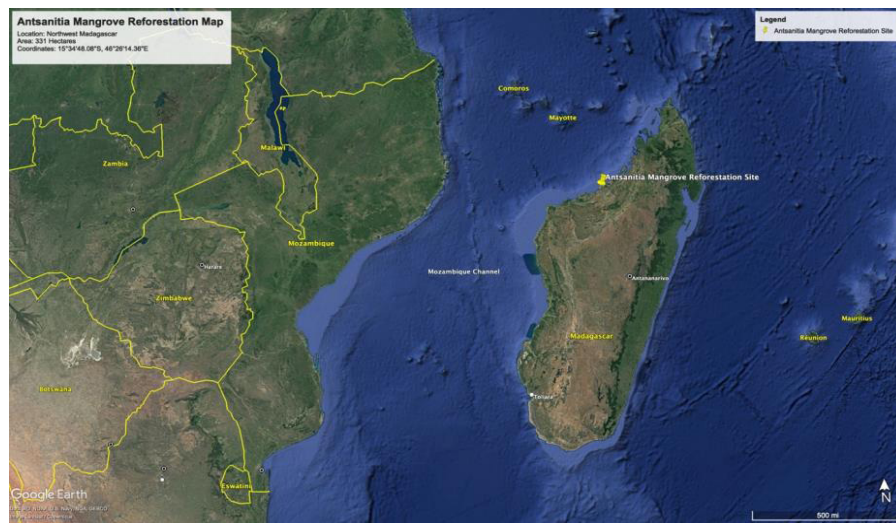 Antsanitia Mangrove Reforestation Map
Location: Northwest Madagascar
Area: 331 Hectares
Coordinates: 15°34'48.08"S, 46°26'14.36"E
Legend
Antsanitia Mangrove Reforestation Site
Comoros
Mayotte
Malawi
Zambia
Antsanitia Mangrove Reforestation Site
Mozambique
Harare
Mozambique Channel
Antananarivo
Zimbabwe
Mauritius
Madagascar
Réunion
Botswana
Toliara
Eswatini
Google Earth
N
500 mi